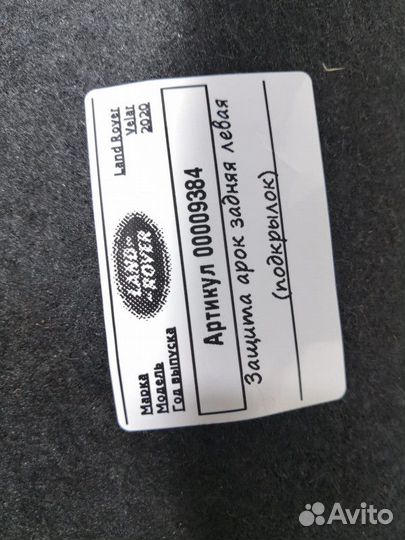 Марка Land Rover
Модель Velar
Год выпуска 2020
LAND-
ROVER
Артикул 00009384
Защита арок задняя левая
(подкрылок)
Avito